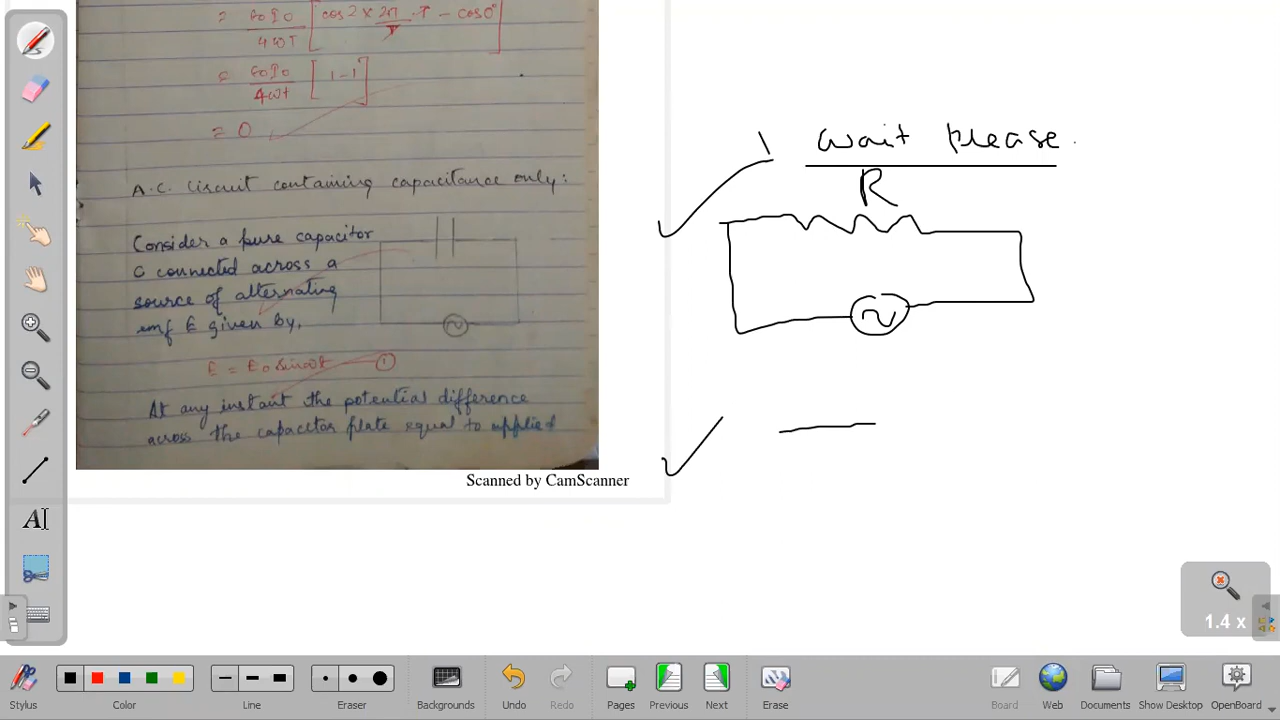 = E0I0/4ωT [cos 2 × 2π/T . T - cos 0°]
= E0I0/4ωt [1-1]
= 0
A.C. Circuit containing capacitance only:
Consider a pure capacitor
C connected across a
source of alternating
emf E given by,
E = E0 Sinωt ①
At any instant the potential difference
across the capacitor plate equal to applied
Scanned by CamScanner
1 wait please.
R
A
1.4 x
Stylus
Color
Line
Eraser
Backgrounds
Undo
Redo
Pages
Previous
Next
Erase
Board
Web
Documents
Show Desktop
OpenBoard